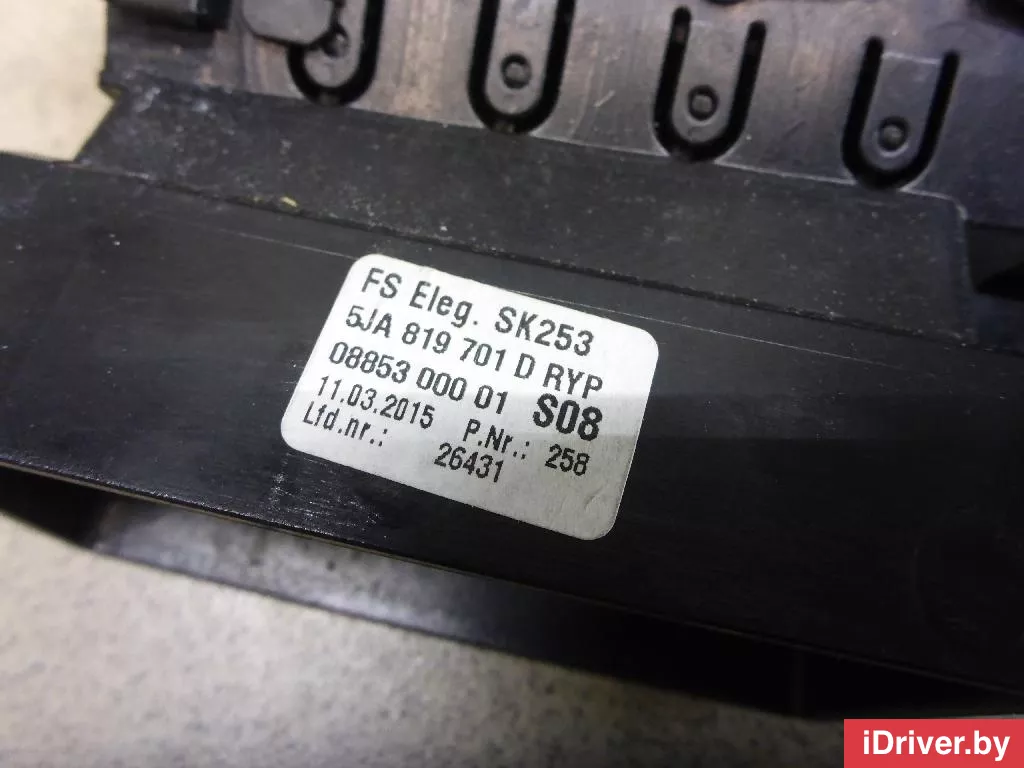 FS Eleg. SK253
5JA 819 701 D RYP
08853 000 01 S08
11.03.2015 P.Nr.: 258
Lfd.nr.: 26431
iDriver.by